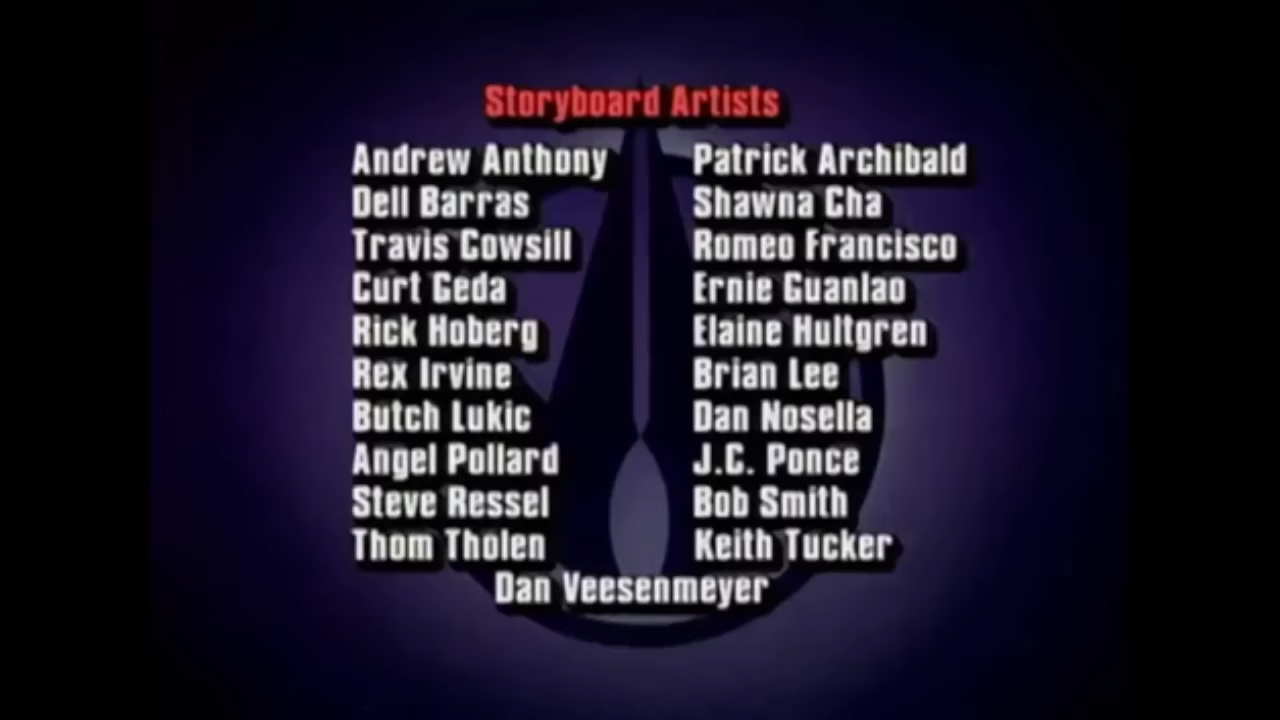 Storyboard Artists
Andrew Anthony Patrick Archibald
Dell Barras Shawna Cha
Travis Cowsill Romeo Francisco
Curt Geda Ernie Guanlao
Rick Hoberg Elaine Hultgren
Rex Irvine Brian Lee
Butch Lukic Dan Nosella
Angel Pollard J.C. Ponce
Steve Ressel Bob Smith
Thom Tholen Keith Tucker
Dan Veesenmeyer